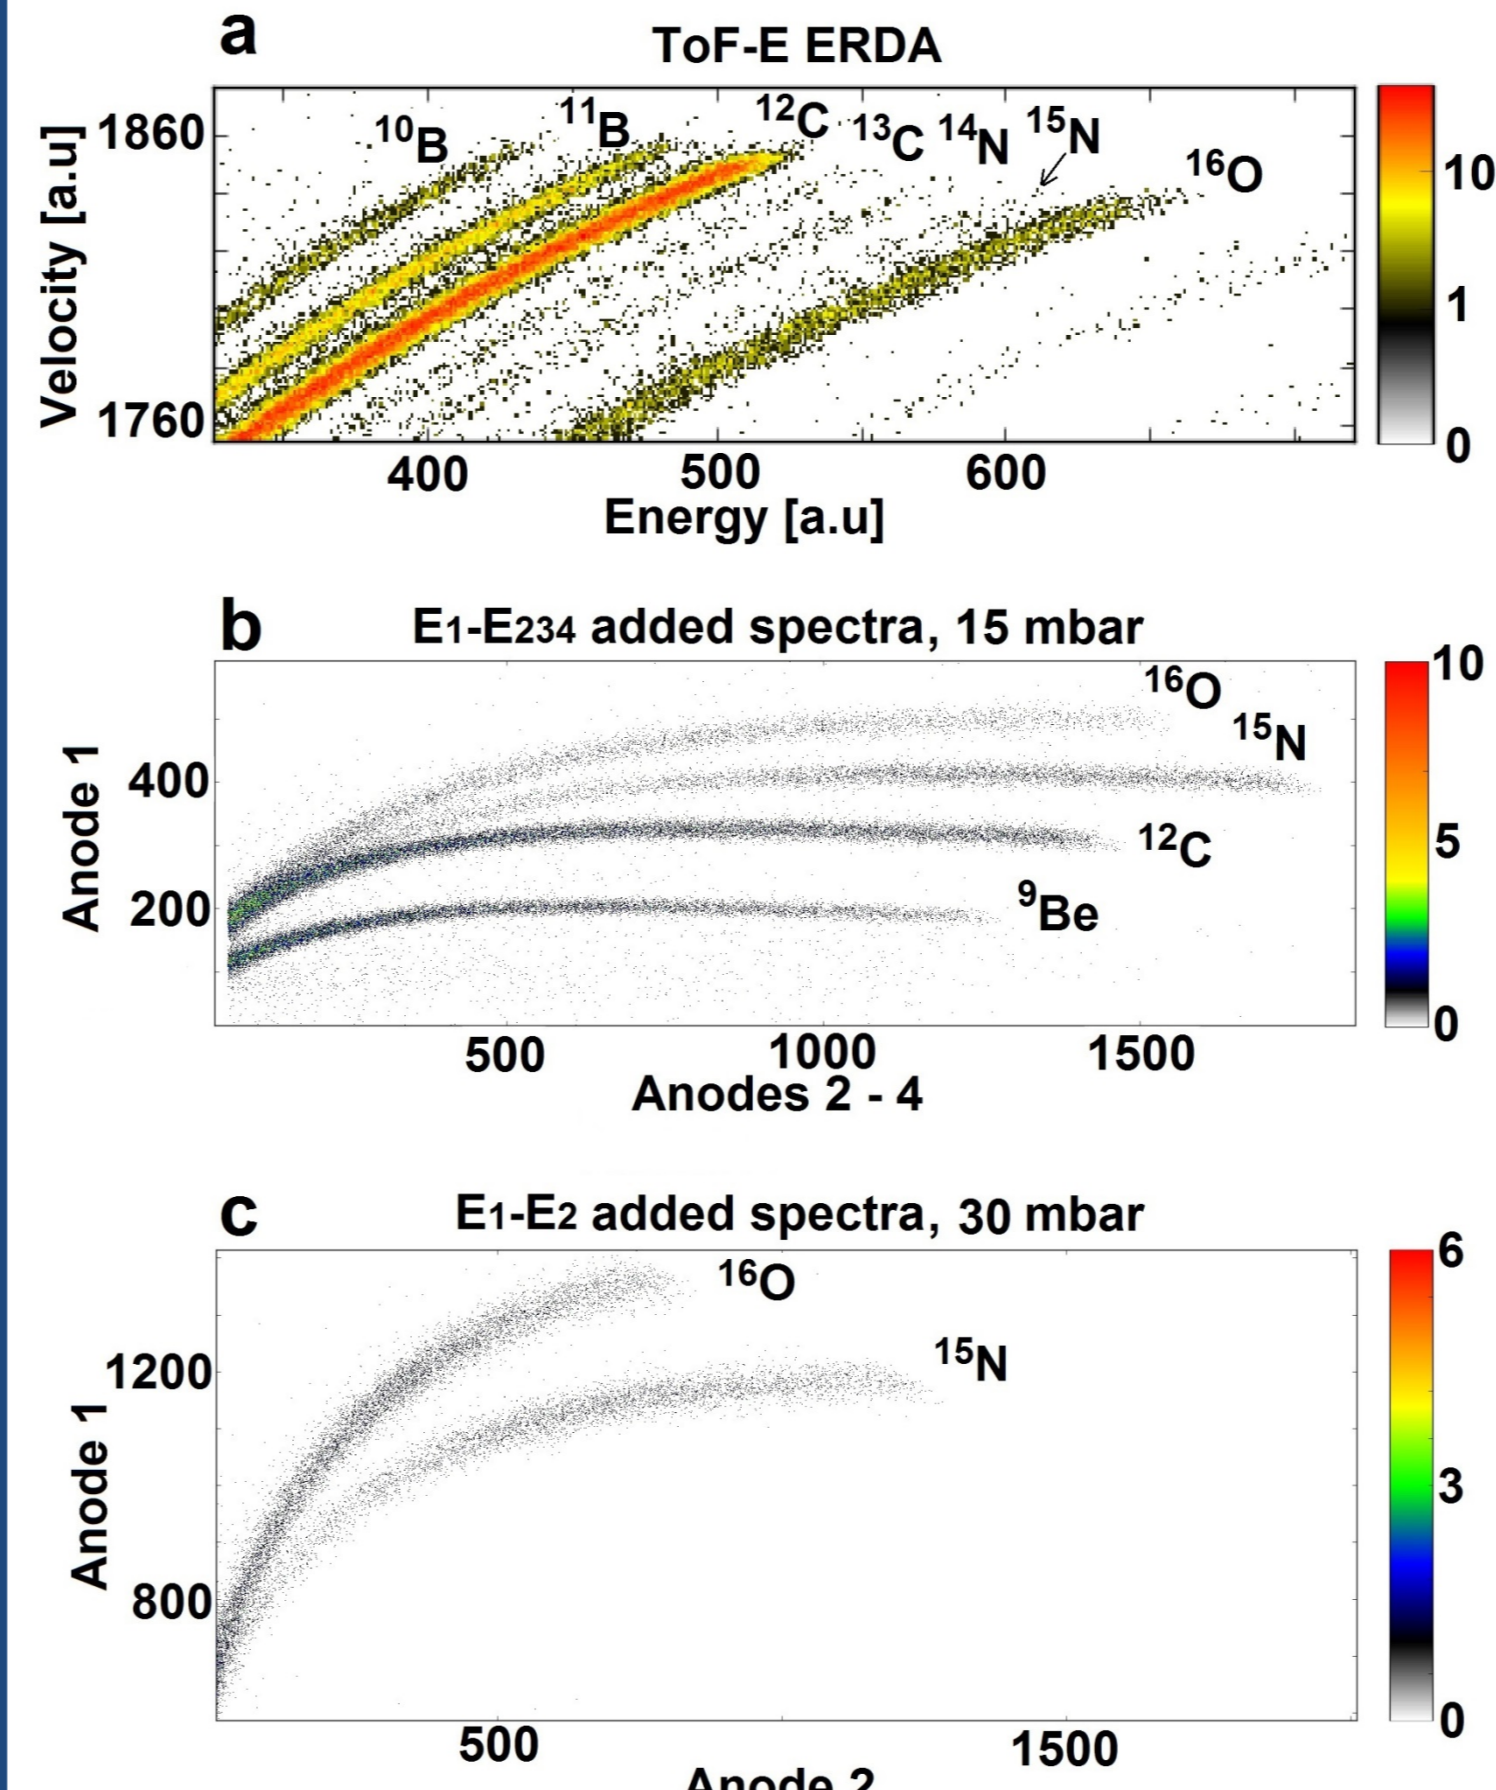 a
ToF-E ERDA
¹⁰B ¹¹B ¹²C ¹³C ¹⁴N ¹⁵N ¹⁶O
1860
1760
Velocity [a.u]
400 500 600
Energy [a.u]
10
1
0
b
E1-E234 added spectra, 15 mbar
¹⁶O
¹⁵N
¹²C
⁹Be
400
200
Anode 1
500 1000 1500
Anodes 2 - 4
10
5
0
c
E1-E2 added spectra, 30 mbar
¹⁶O
¹⁵N
1200
800
Anode 1
500 1500
Anode 2
6
3
0